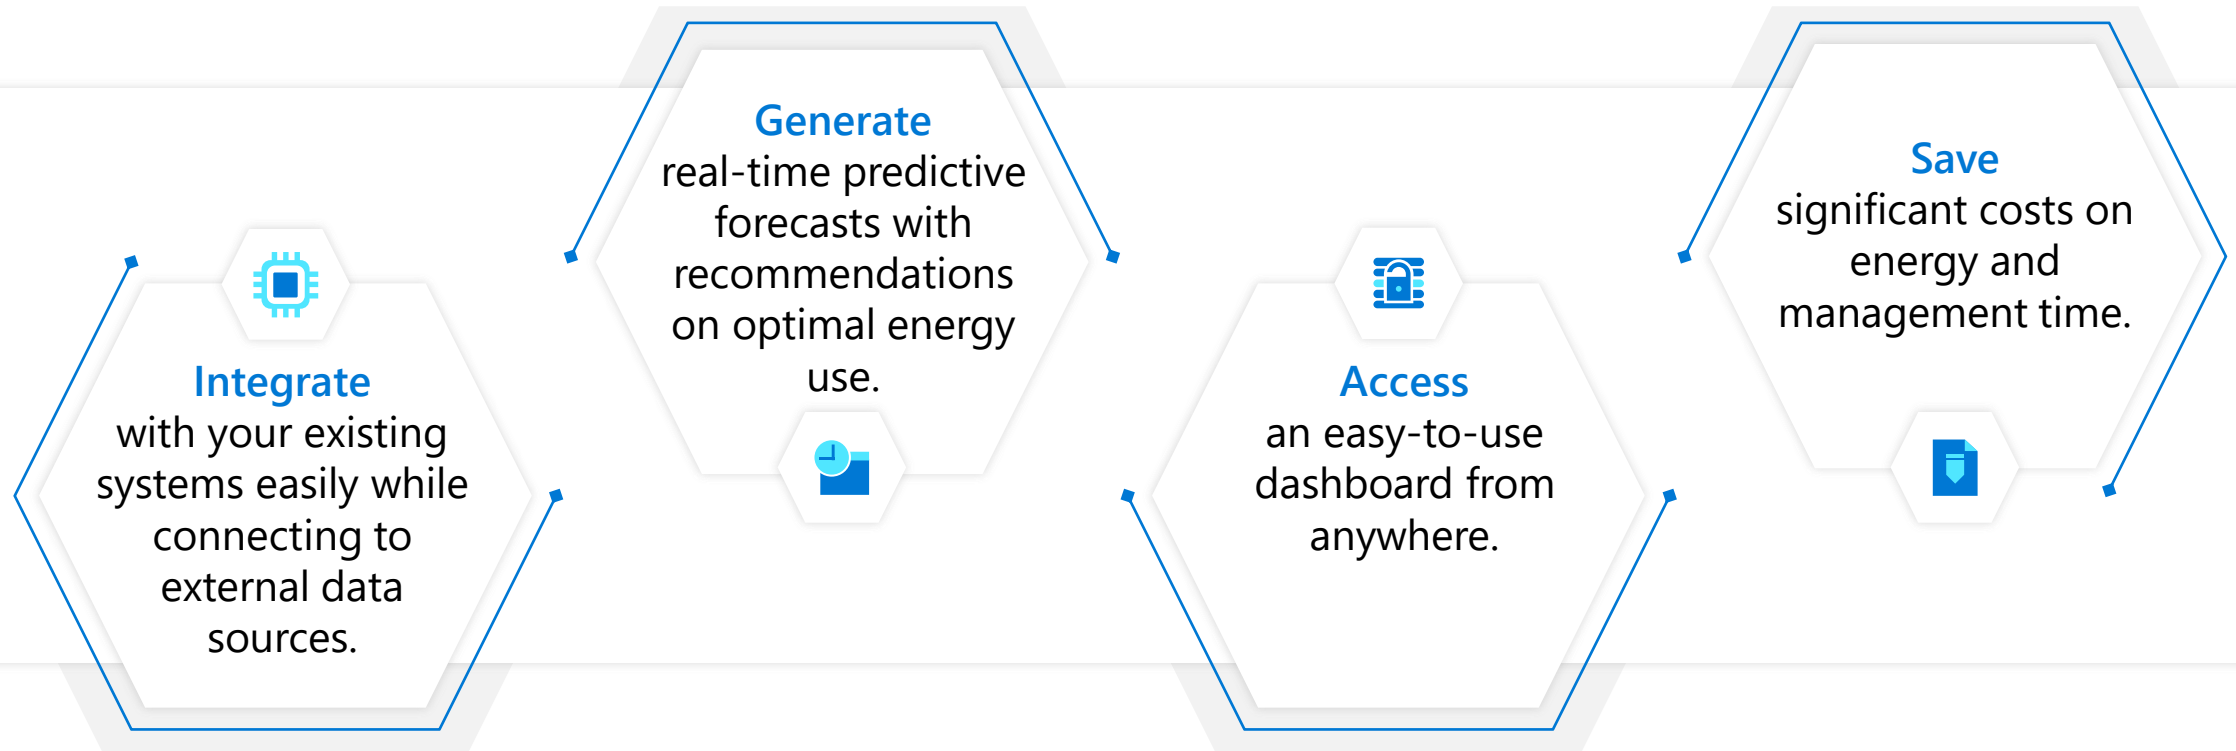 Integrate
with your existing
systems easily while
connecting to
external data
sources.
Generate
real-time predictive
forecasts with
recommendations
on optimal energy
use.
Access
an easy-to-use
dashboard from
anywhere.
Save
significant costs on
energy and
management time.